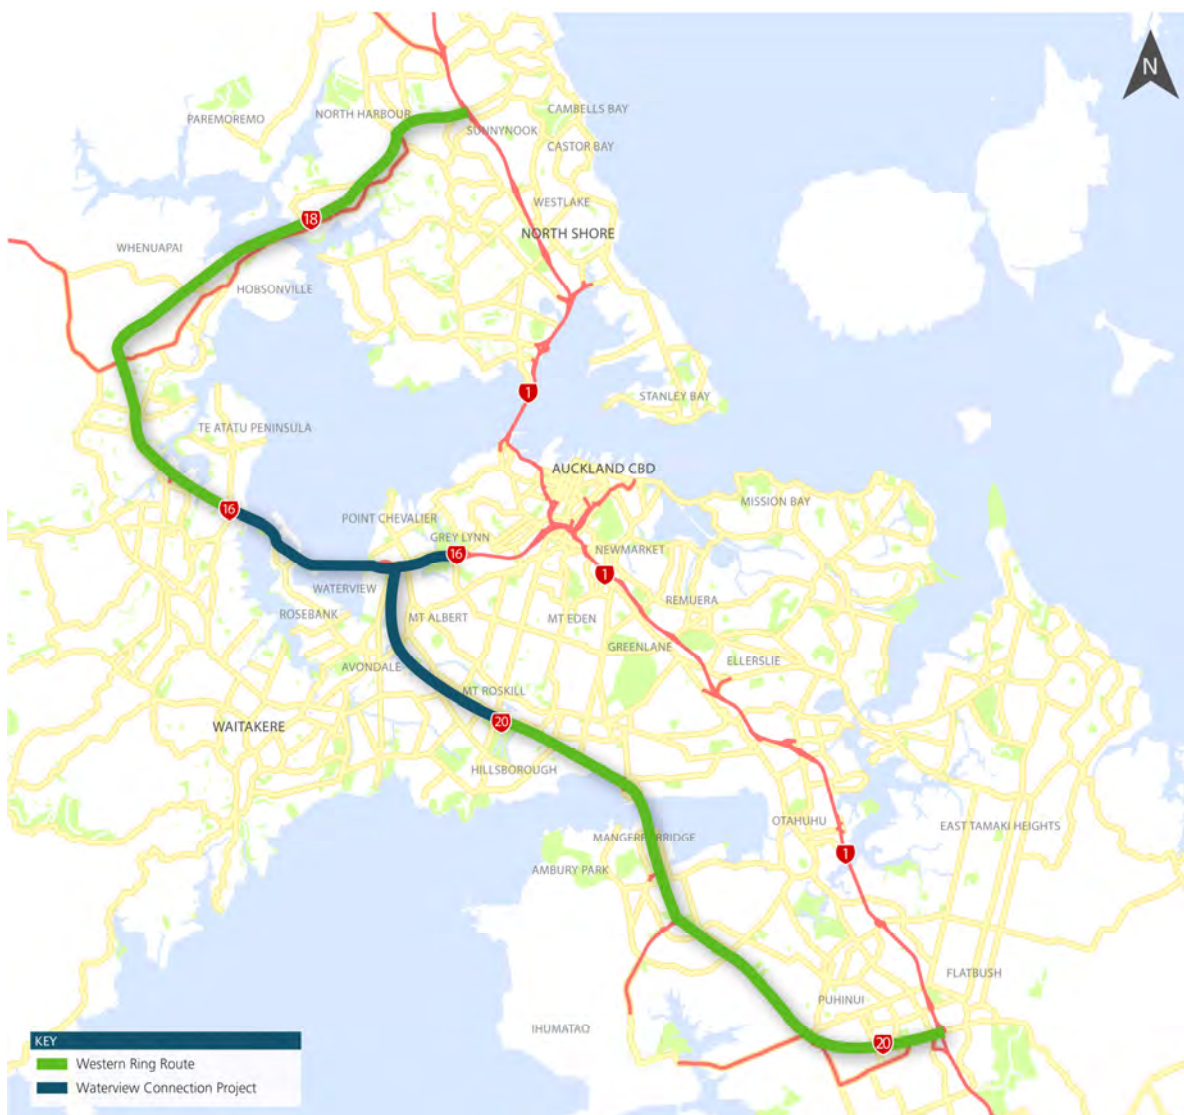 N
CAMBELLS BAY
NORTH HARBOUR
PAREMOREMO
SUNNYNOOK
CASTOR BAY
WESTLAKE
18
NORTH SHORE
WHENUAPAI
HOBSONVILLE
1
STANLEY BAY
TE ATATU PENINSULA
AUCKLAND CBD
MISSION BAY
16
POINT CHEVALIER
GREY LYNN
16
NEWMARKET
1
WATERVIEW
REMUERA
ROSEBANK
MT ALBERT
MT EDEN
GREENLANE
AVONDALE
ELLERSLIE
MT ROSKILL
20
WAITAKERE
HILLSBOROUGH
OTAHUHU
EAST TAMAKI HEIGHTS
MANGERE BRIDGE
1
AMBURY PARK
FLATBUSH
PUHINUI
IHUMATAO
20
KEY
Western Ring Route
Waterview Connection Project